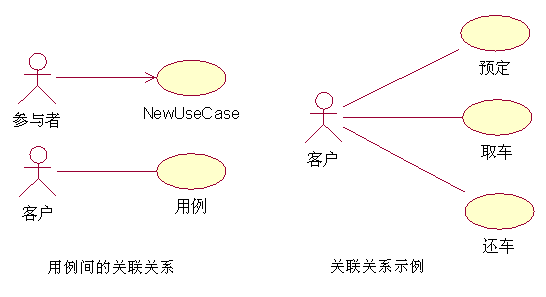 参与者
NewUseCase
客户
用例
用例间的关联关系
客户
预定
取车
还车
关联关系示例